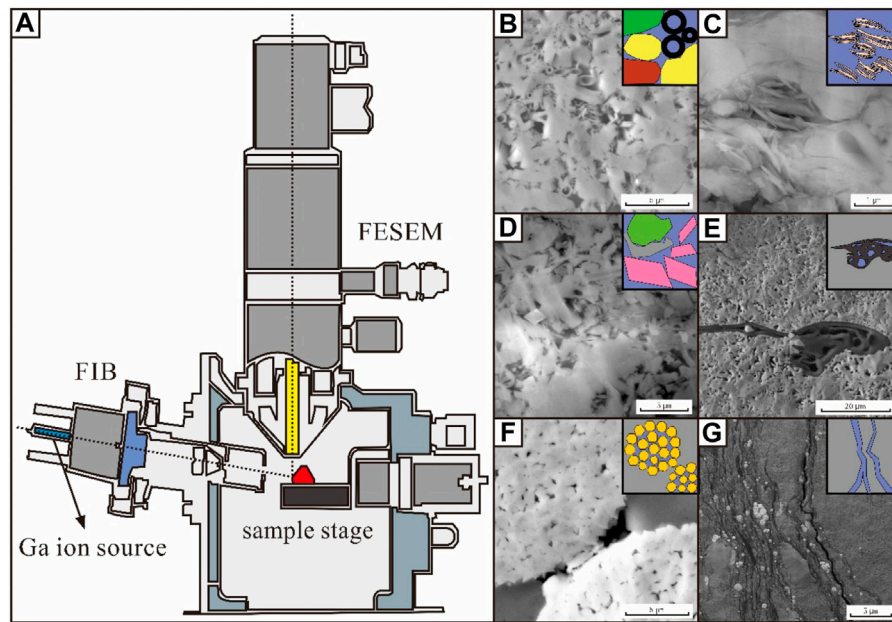 A
FESEM
FIB
sample stage
Ga ion source
B
C
D
5 μm
E
20 μm
F
G
5 μm